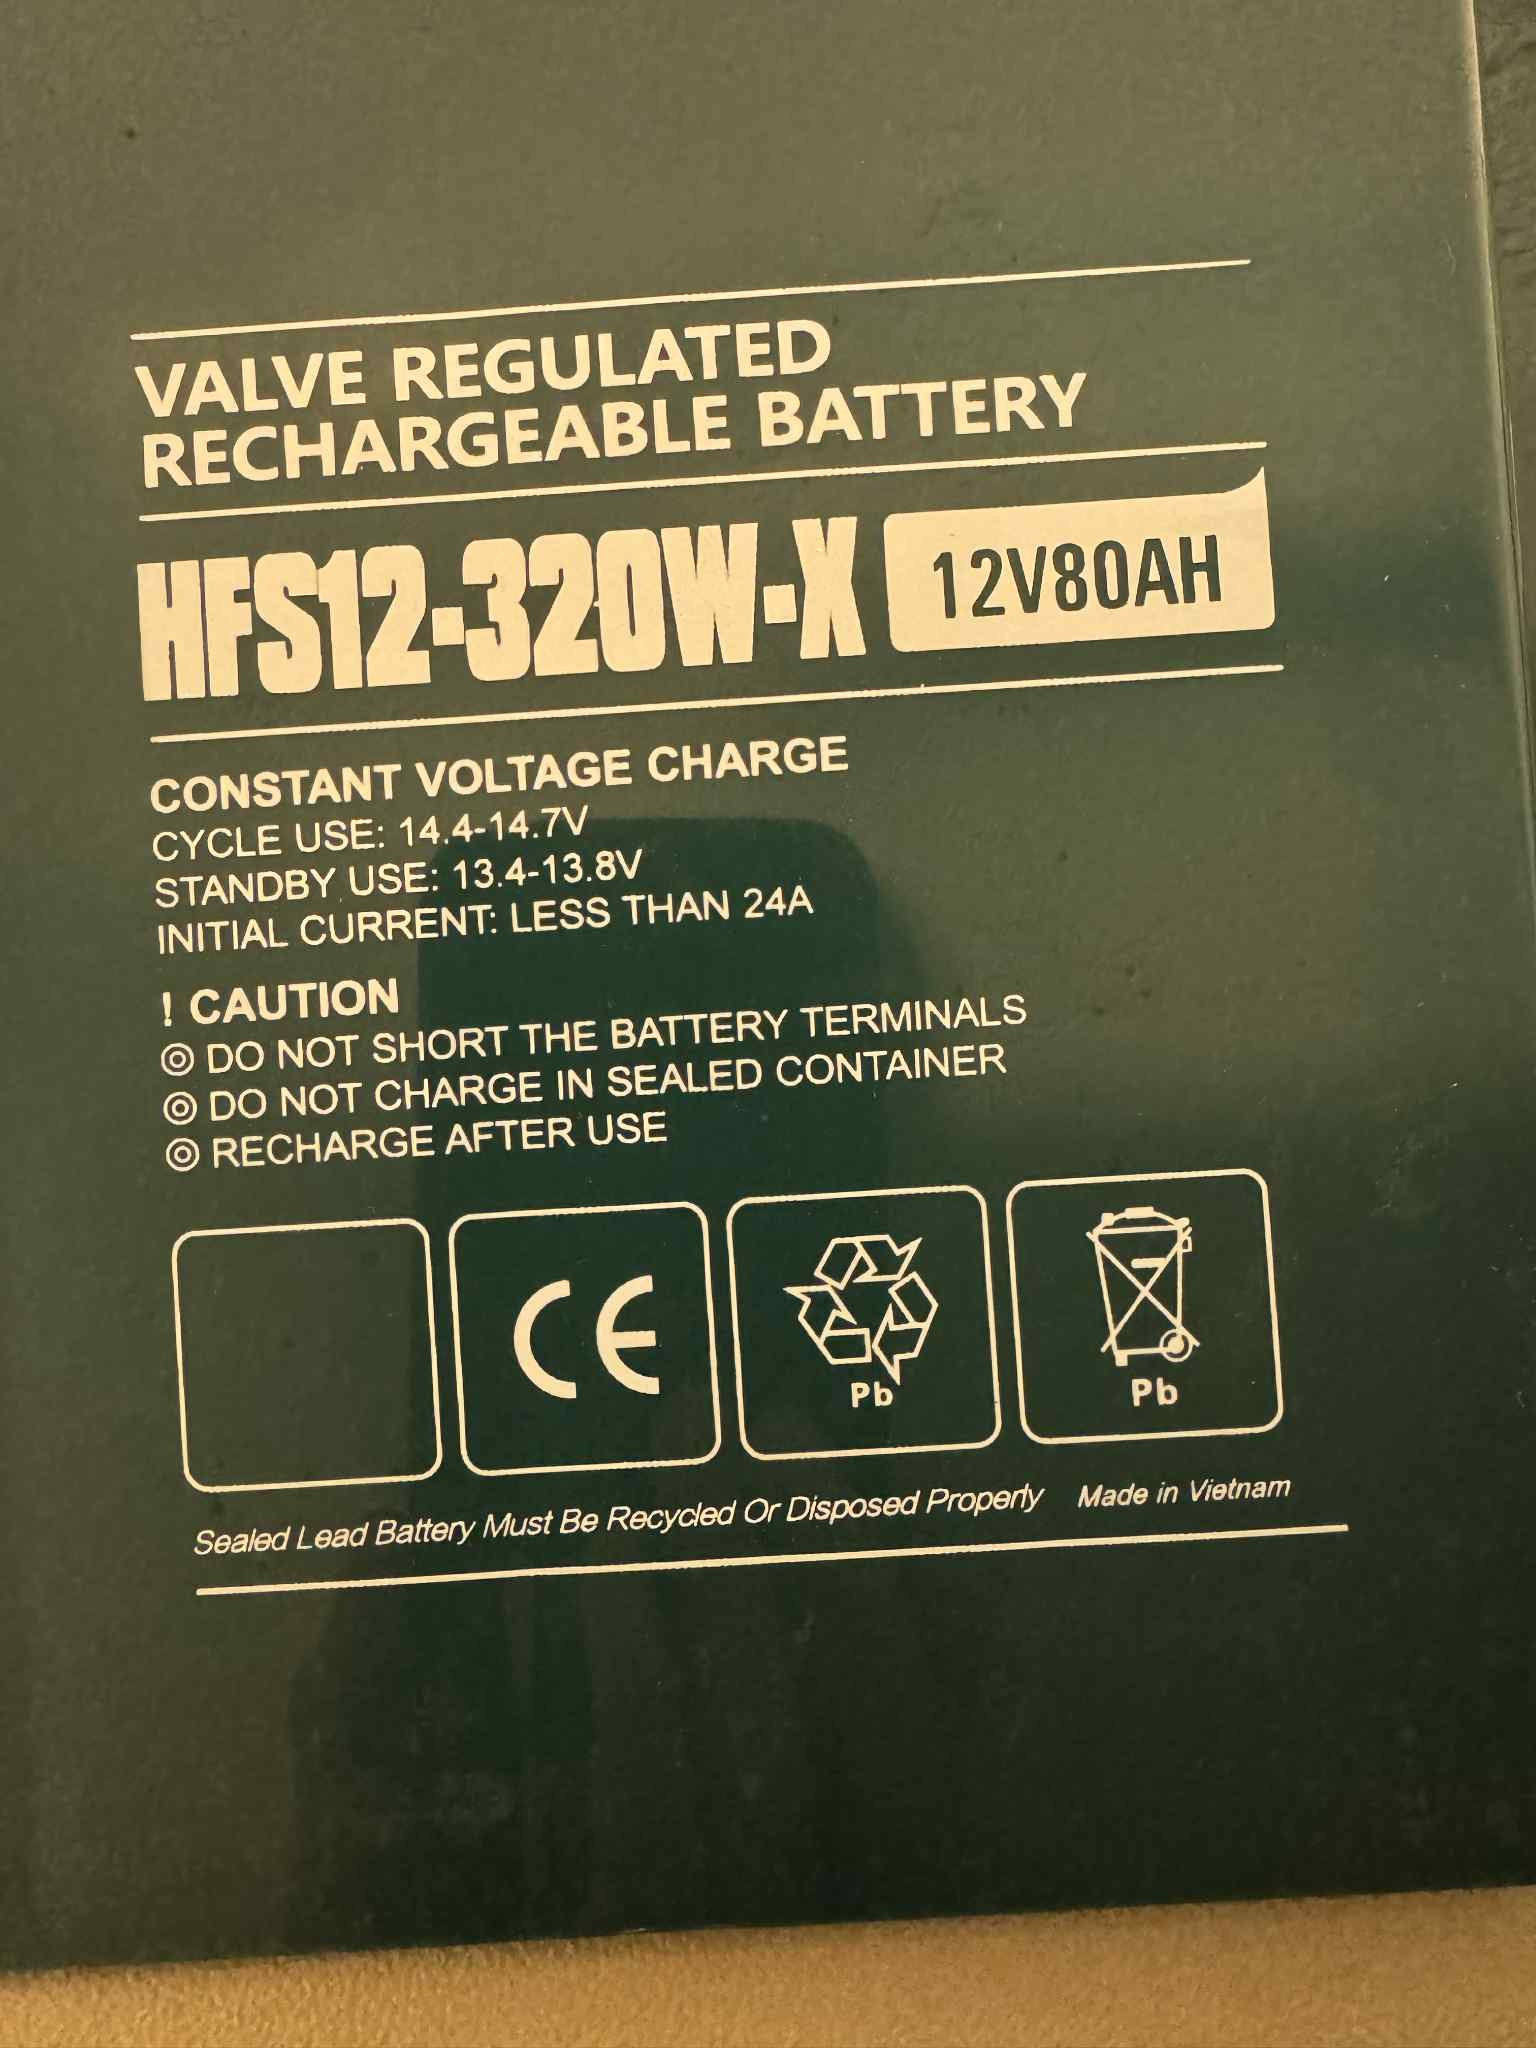 VALVE REGULATED
RECHARGEABLE BATTERY
HFS12-320W-X 12V80AH
CONSTANT VOLTAGE CHARGE
CYCLE USE: 14.4-14.7V
STANDBY USE: 13.4-13.8V
INITIAL CURRENT: LESS THAN 24A
! CAUTION
◎ DO NOT SHORT THE BATTERY TERMINALS
◎ DO NOT CHARGE IN SEALED CONTAINER
◎ RECHARGE AFTER USE
CE
Pb
Pb
Sealed Lead Battery Must Be Recycled Or Disposed Properly Made in Vietnam